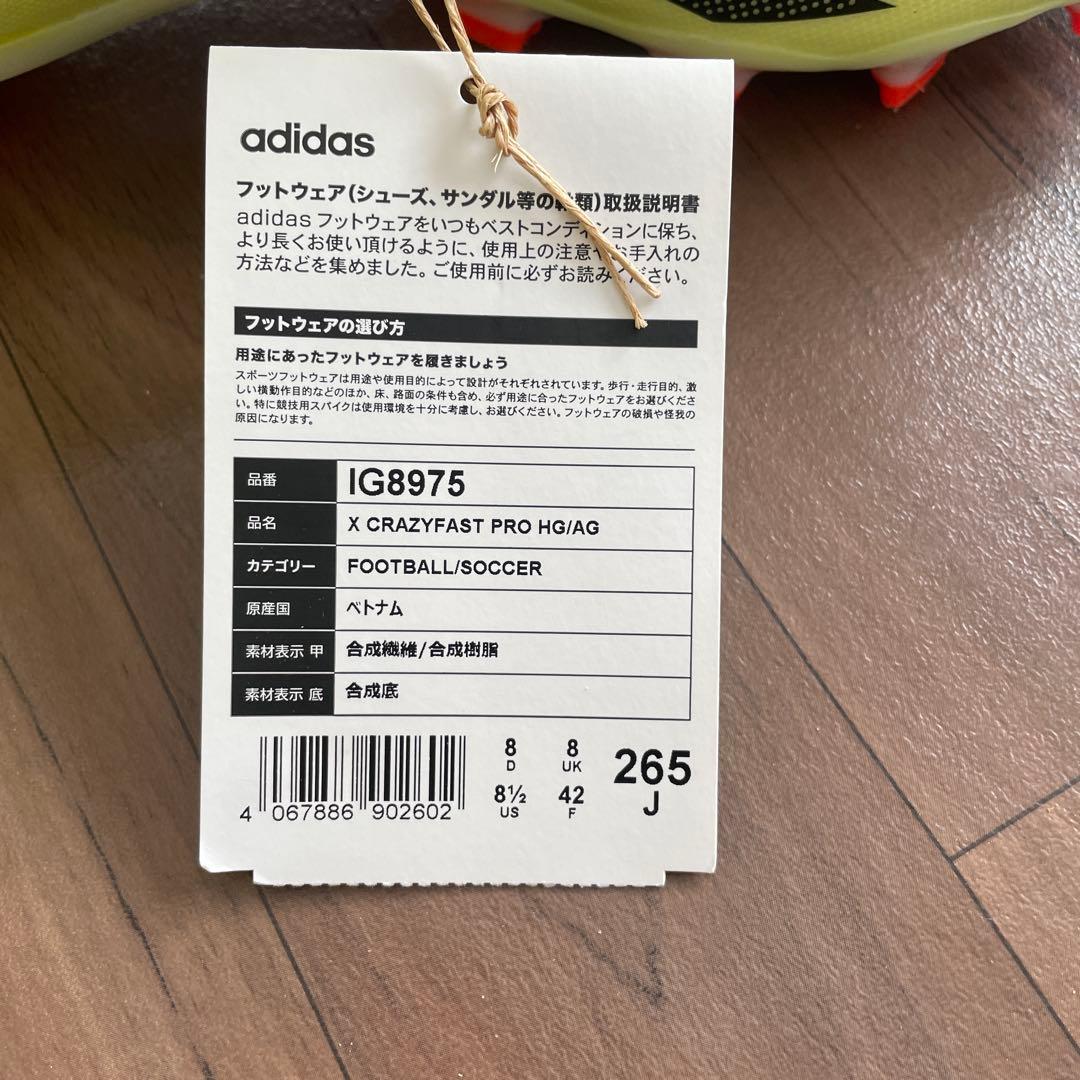 adidas
フットウェア(シューズ、サンダル等の 類)取扱説明書
adidas フットウェアをいつもベストコンディションに保ち、
より長くお使い頂けるように、使用上の注意やお手入れの
方法などを集めました。ご使用前に必ずお読みください。
フットウェアの選び方
用途にあったフットウェアを履きましょう
スポーツフットウェアは用途や使用目的によって設計がそれぞれされています。歩行・走行目的、激
しい横動作目的などのほか、床、路面の条件も含め、必ず用途に合ったフットウェアをお選びくださ
い。特に競技用スパイクは使用環境を十分に考慮し、お選びください。フットウェアの破損や怪我の
原因になります。
品番 IG8975
品名 X CRAZYFAST PRO HG/AG
カテゴリー FOOTBALL/SOCCER
原産国 ベトナム
素材表示 甲 合成繊維/合成樹脂
素材表示 底 合成底
8 8 265
D UK J
8½ 42
US F
4 067886 902602